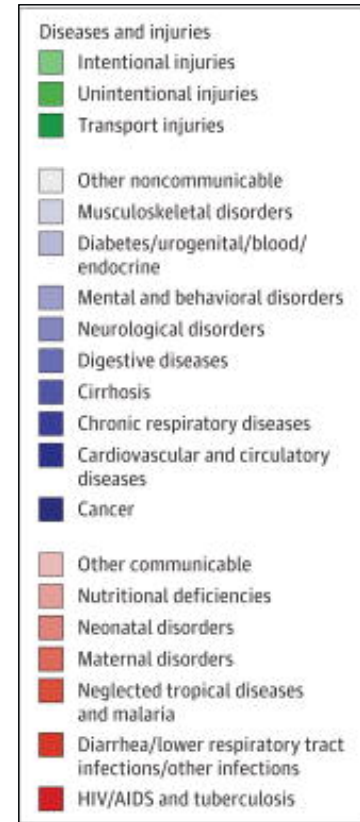 Diseases and injuries
Intentional injuries
Unintentional injuries
Transport injuries
Other noncommunicable
Musculoskeletal disorders
Diabetes/urogenital/blood/
endocrine
Mental and behavioral disorders
Neurological disorders
Digestive diseases
Cirrhosis
Chronic respiratory diseases
Cardiovascular and circulatory
diseases
Cancer
Other communicable
Nutritional deficiencies
Neonatal disorders
Maternal disorders
Neglected tropical diseases
and malaria
Diarrhea/lower respiratory tract
infections/other infections
HIV/AIDS and tuberculosis